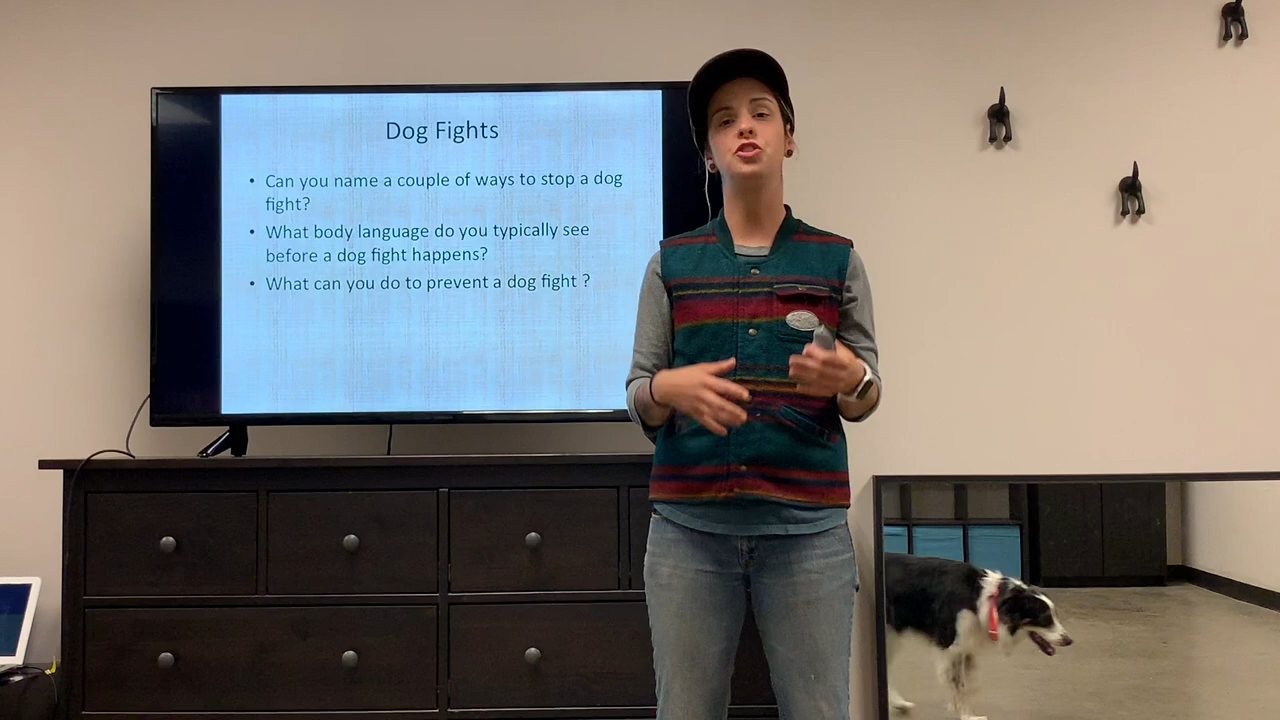 Dog Fights
• Can you name a couple of ways to stop a dog
fight?
• What body language do you typically see
before a dog fight happens?
• What can you do to prevent a dog fight ?